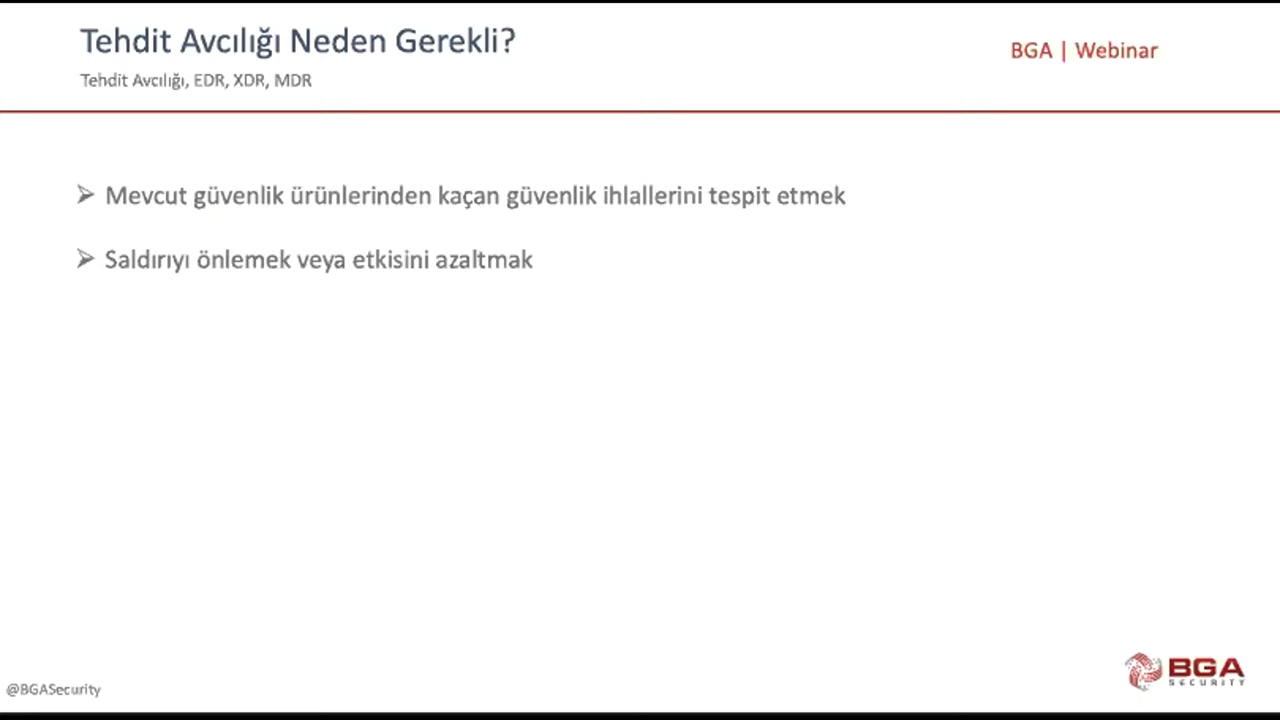 Tehdit Avcılığı Neden Gerekli?
BGA | Webinar
Tehdit Avcılığı, EDR, XDR, MDR
➢ Mevcut güvenlik ürünlerinden kaçan güvenlik ihlallerini tespit etmek
➢ Saldırıyı önlemek veya etkisini azaltmak
BGA
SECURITY
@BGASecurity